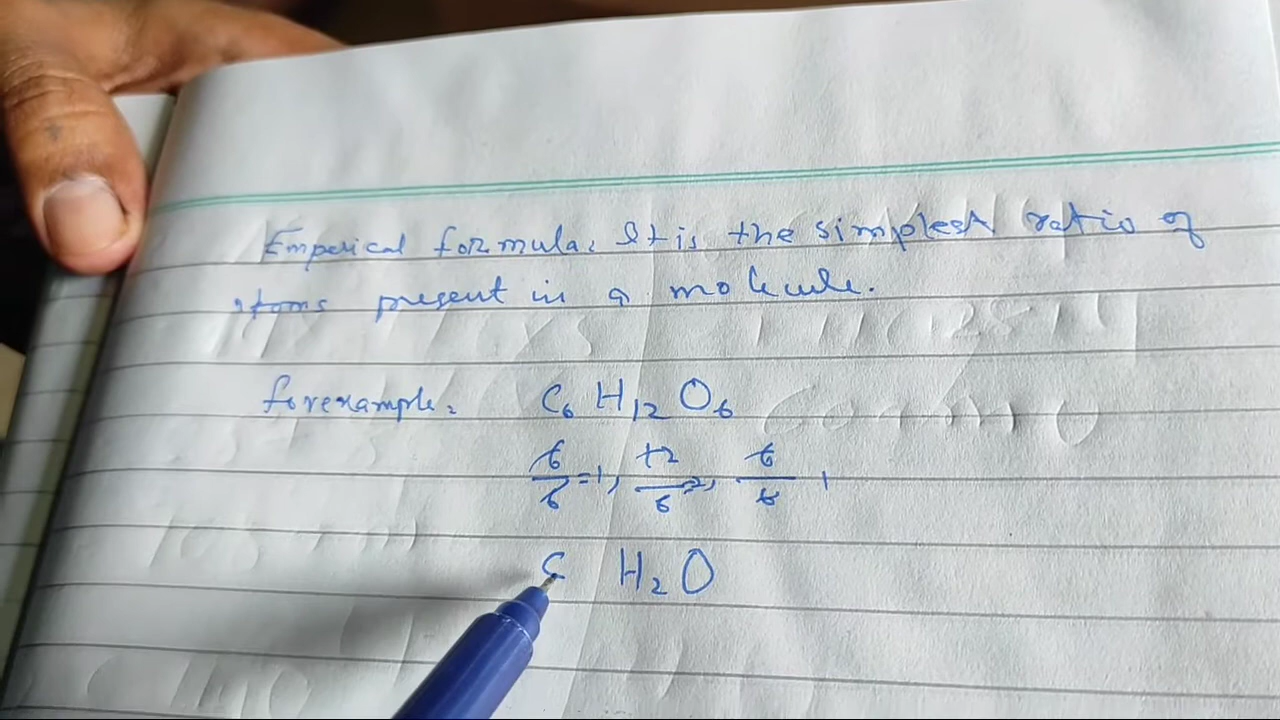 Emperical formula: It is the simplest ratio of
atoms present in a molecule.
for example: C6 H12 O6
6/6 = 1, 12/6 = 2, 6/6 1
C H2 O